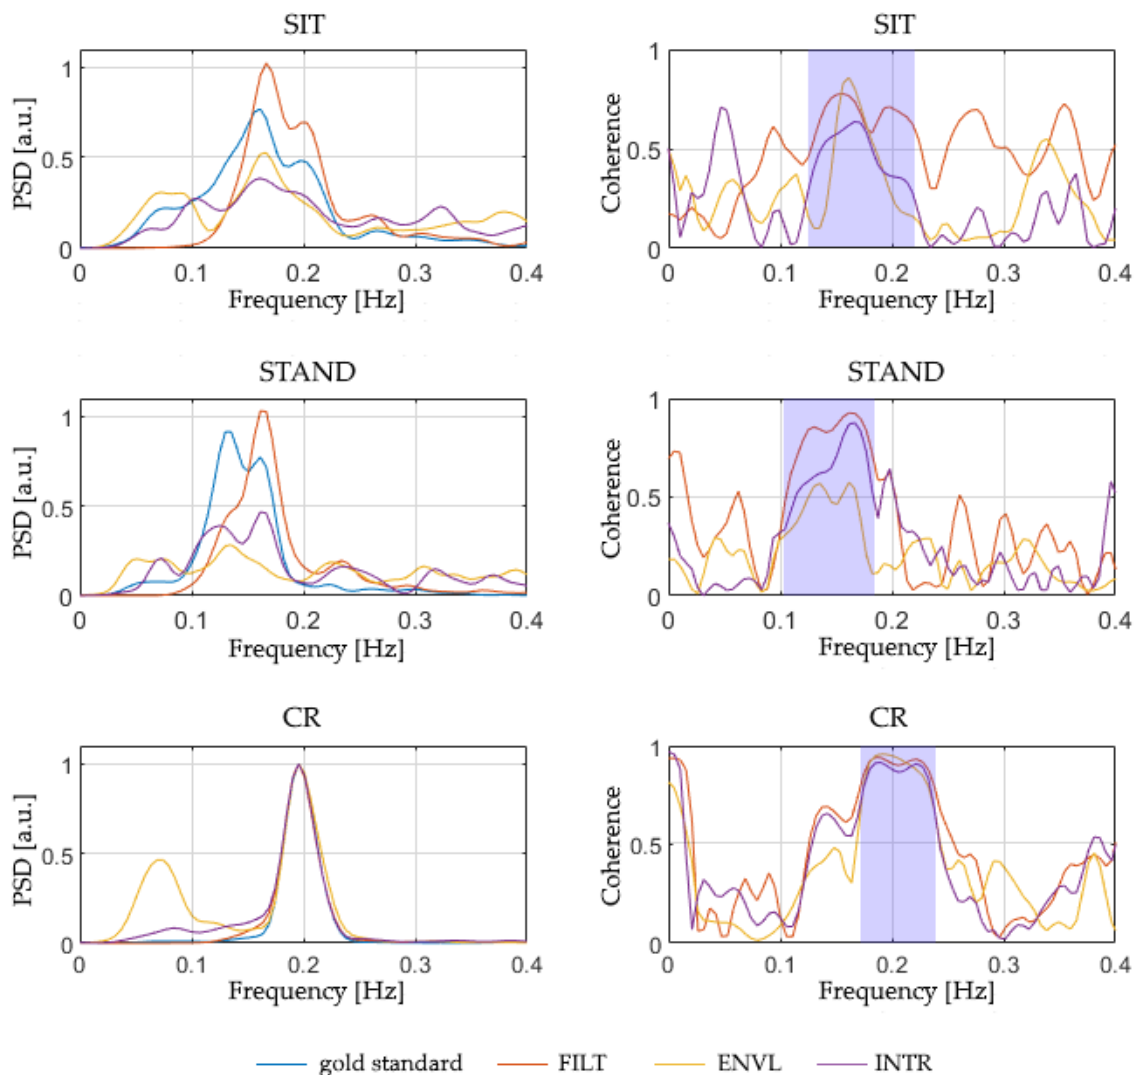 SIT
PSD [a.u.]
1
0.5
0
0 0.1 0.2 0.3 0.4
Frequency [Hz]
SIT
Coherence
1
0.5
0
0 0.1 0.2 0.3 0.4
Frequency [Hz]
STAND
PSD [a.u.]
1
0.5
0
0 0.1 0.2 0.3 0.4
Frequency [Hz]
STAND
Coherence
1
0.5
0
0 0.1 0.2 0.3 0.4
Frequency [Hz]
CR
PSD [a.u.]
1
0.5
0
0 0.1 0.2 0.3 0.4
Frequency [Hz]
CR
Coherence
1
0.5
0
0 0.1 0.2 0.3 0.4
Frequency [Hz]
gold standard FILT ENVL INTR